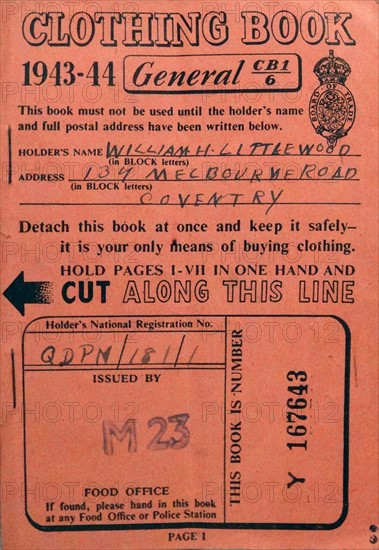 CLOTHING BOOK
1943-44 General CB1/6
BOARD OF TRADE
This book must not be used until the holder's name
and full postal address have been written below.
HOLDER'S NAME WILLIAM H. LITTLEWOOD
(in BLOCK letters)
ADDRESS 134 MELBOURNE ROAD
(in BLOCK letters)
COVENTRY
Detach this book at once and keep it safely—
it is your only means of buying clothing.
HOLD PAGES I-VII IN ONE HAND AND
CUT ALONG THIS LINE
Holder's National Registration No.
QDPM/181/1
ISSUED BY
M 23
FOOD OFFICE
If found, please hand in this book
at any Food Office or Police Station
THIS BOOK IS NUMBER
Y 167643
PAGE I